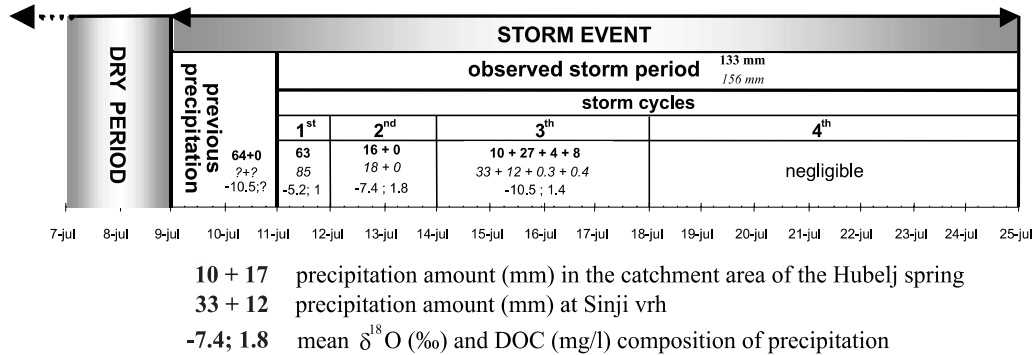 STORM EVENT
DRY PERIOD
previous precipitation
observed storm period 133 mm
156 mm
storm cycles
1st 2nd 3th 4th
64+0 63 16 + 0 10 + 27 + 4 + 8
?+? 85 18 + 0 33 + 12 + 0.3 + 0.4 negligible
-10.5;? -5.2; 1 -7.4 ; 1.8 -10.5 ; 1.4
7-jul 8-jul 9-jul 10-jul 11-jul 12-jul 13-jul 14-jul 15-jul 16-jul 17-jul 18-jul 19-jul 20-jul 21-jul 22-jul 23-jul 24-jul 25-jul
10 + 17 precipitation amount (mm) in the catchment area of the Hubelj spring
33 + 12 precipitation amount (mm) at Sinji vrh
-7.4; 1.8 mean δ18O (‰) and DOC (mg/l) composition of precipitation